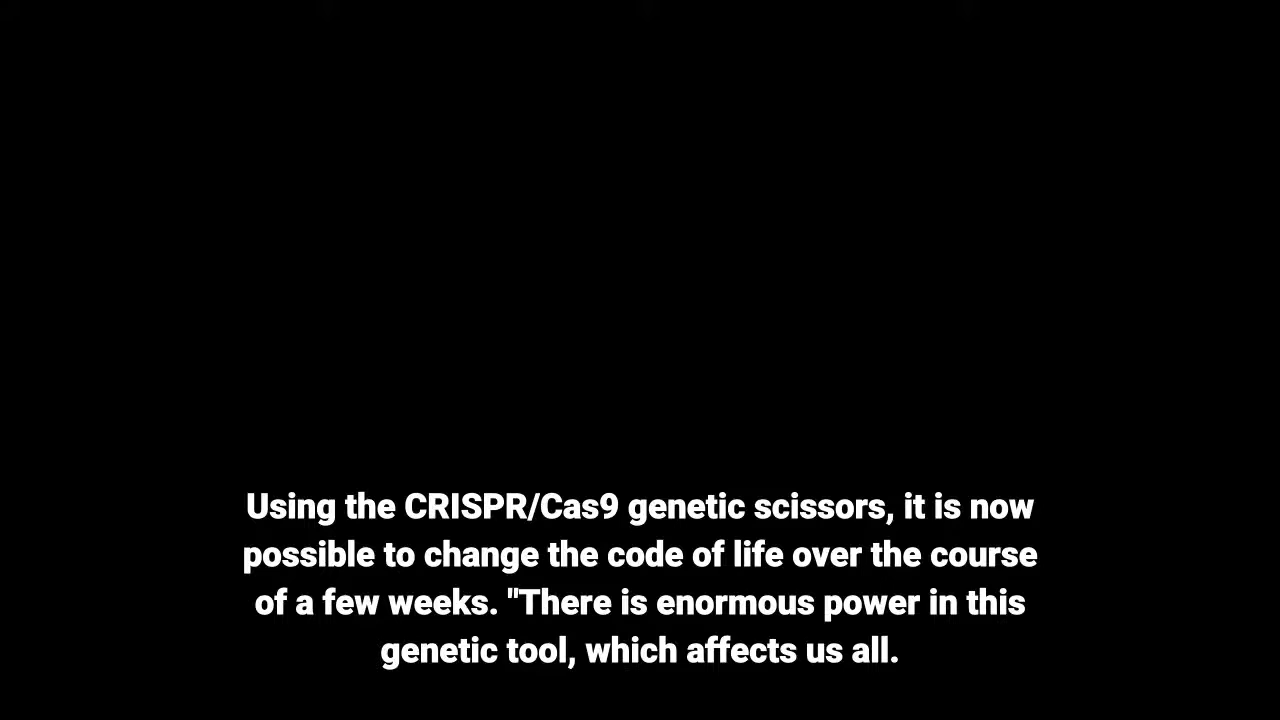 Using the CRISPR/Cas9 genetic scissors, it is now
possible to change the code of life over the course
of a few weeks. "There is enormous power in this
genetic tool, which affects us all.